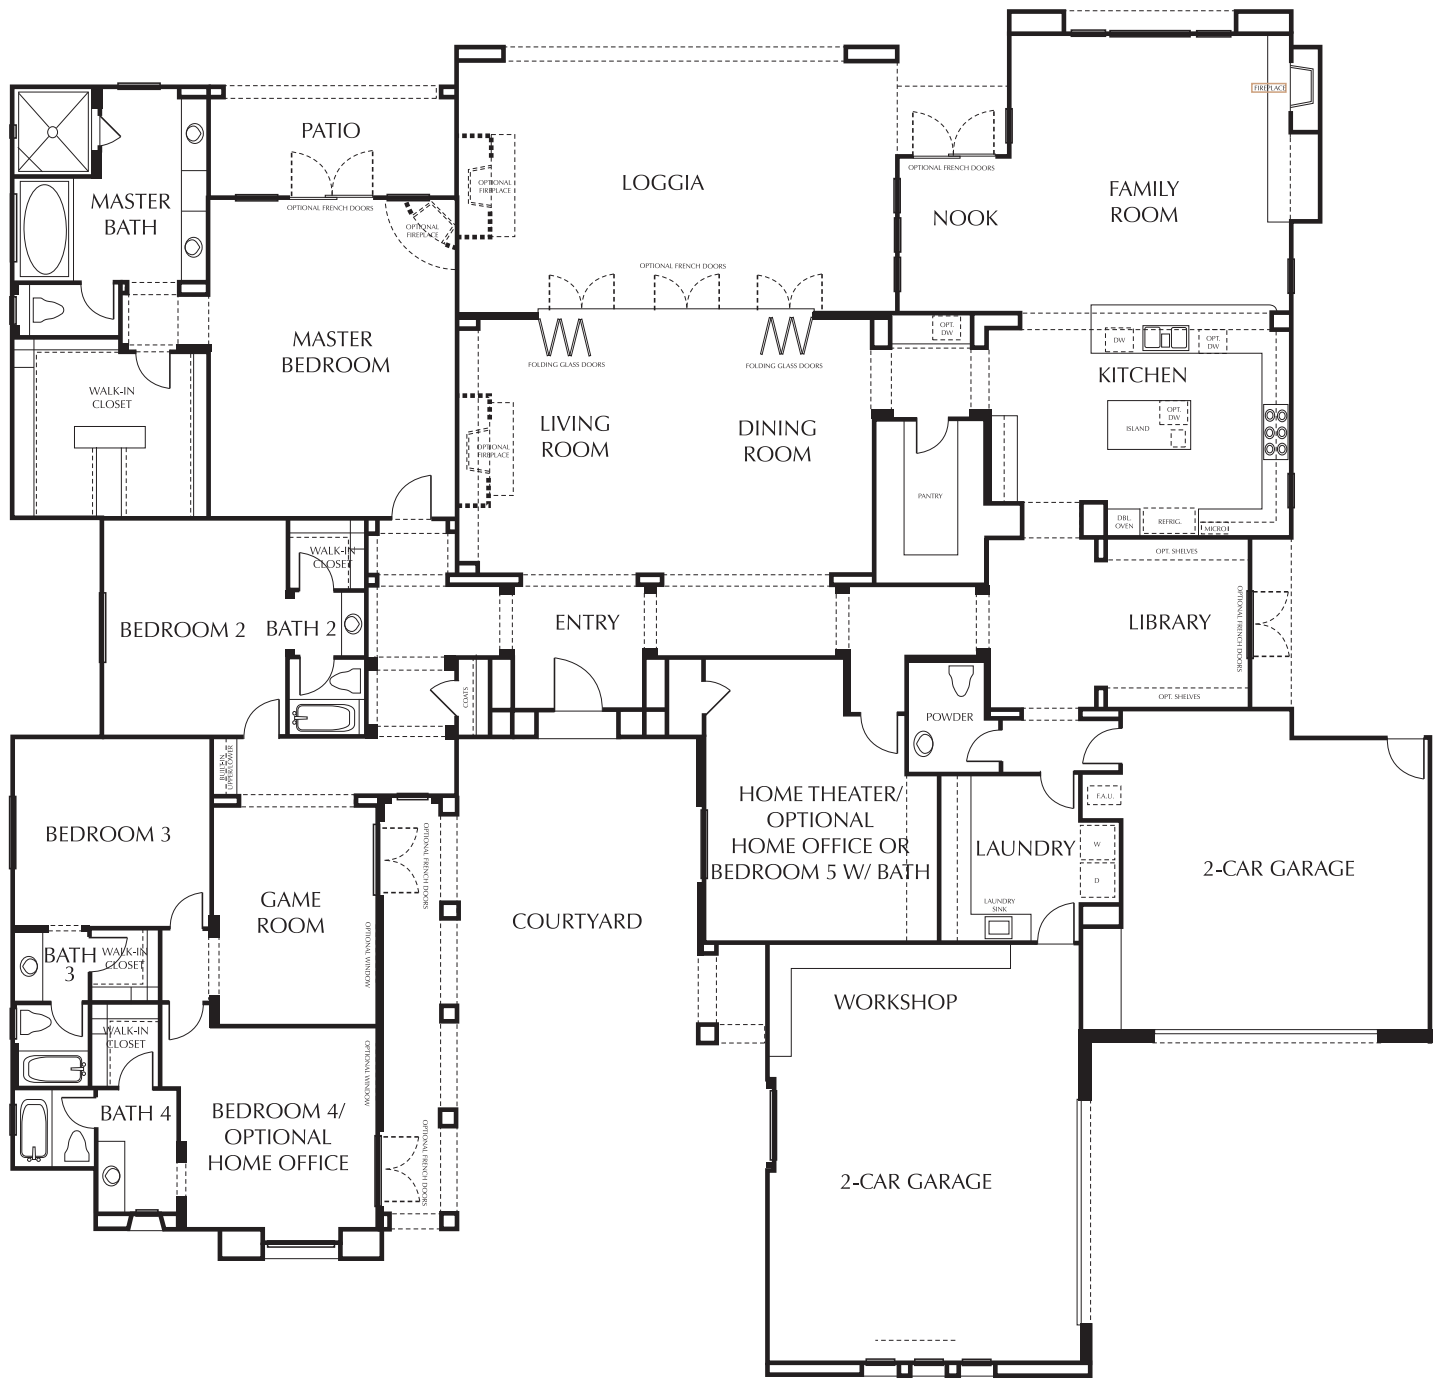 FIREPLACE
PATIO
OPTIONAL FRENCH DOORS
MASTER
BATH
OPTIONAL
FIREPLACE
OPTIONAL
FIREPLACE
LOGGIA
OPTIONAL FRENCH DOORS
OPTIONAL FRENCH DOORS
NOOK
FAMILY
ROOM
MASTER
BEDROOM
WALK-IN
CLOSET
FOLDING GLASS DOORS
FOLDING GLASS DOORS
OPT.
DW
DW
OPT.
DW
KITCHEN
OPT.
DW
ISLAND
LIVING
ROOM
OPTIONAL
FIREPLACE
DINING
ROOM
PANTRY
DBL.
OVEN
REFRIG.
MICRO
WALK-IN
CLOSET
BEDROOM 2
BATH 2
ENTRY
COATS
OPT. SHELVES
LIBRARY
OPTIONAL FRENCH DOORS
OPT. SHELVES
POWDER
BUILT-IN
UPPER/LOWER
BEDROOM 3
GAME
ROOM
OPTIONAL FRENCH DOORS
OPTIONAL WINDOW
COURTYARD
HOME THEATER/
OPTIONAL
HOME OFFICE OR
BEDROOM 5 W/ BATH
LAUNDRY
F.A.U.
W
D
LAUNDRY
SINK
2-CAR GARAGE
BATH
3
WALK-IN
CLOSET
WALK-IN
CLOSET
WORKSHOP
OPTIONAL WINDOW
BATH 4
BEDROOM 4/
OPTIONAL
HOME OFFICE
OPTIONAL FRENCH DOORS
2-CAR GARAGE